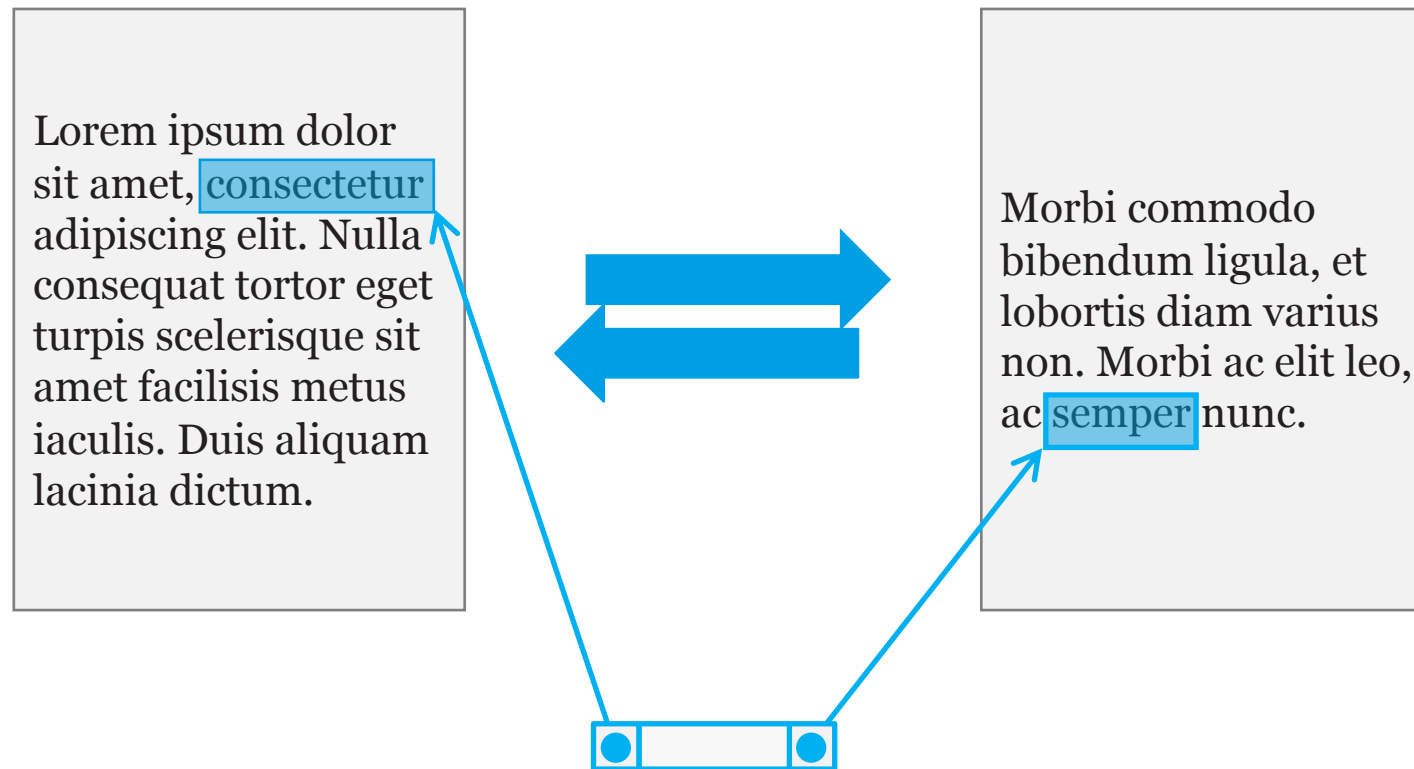 Lorem ipsum dolor
sit amet, consectetur
adipiscing elit. Nulla
consequat tortor eget
turpis scelerisque sit
amet facilisis metus
iaculis. Duis aliquam
lacinia dictum.
Morbi commodo
bibendum ligula, et
lobortis diam varius
non. Morbi ac elit leo,
ac semper nunc.